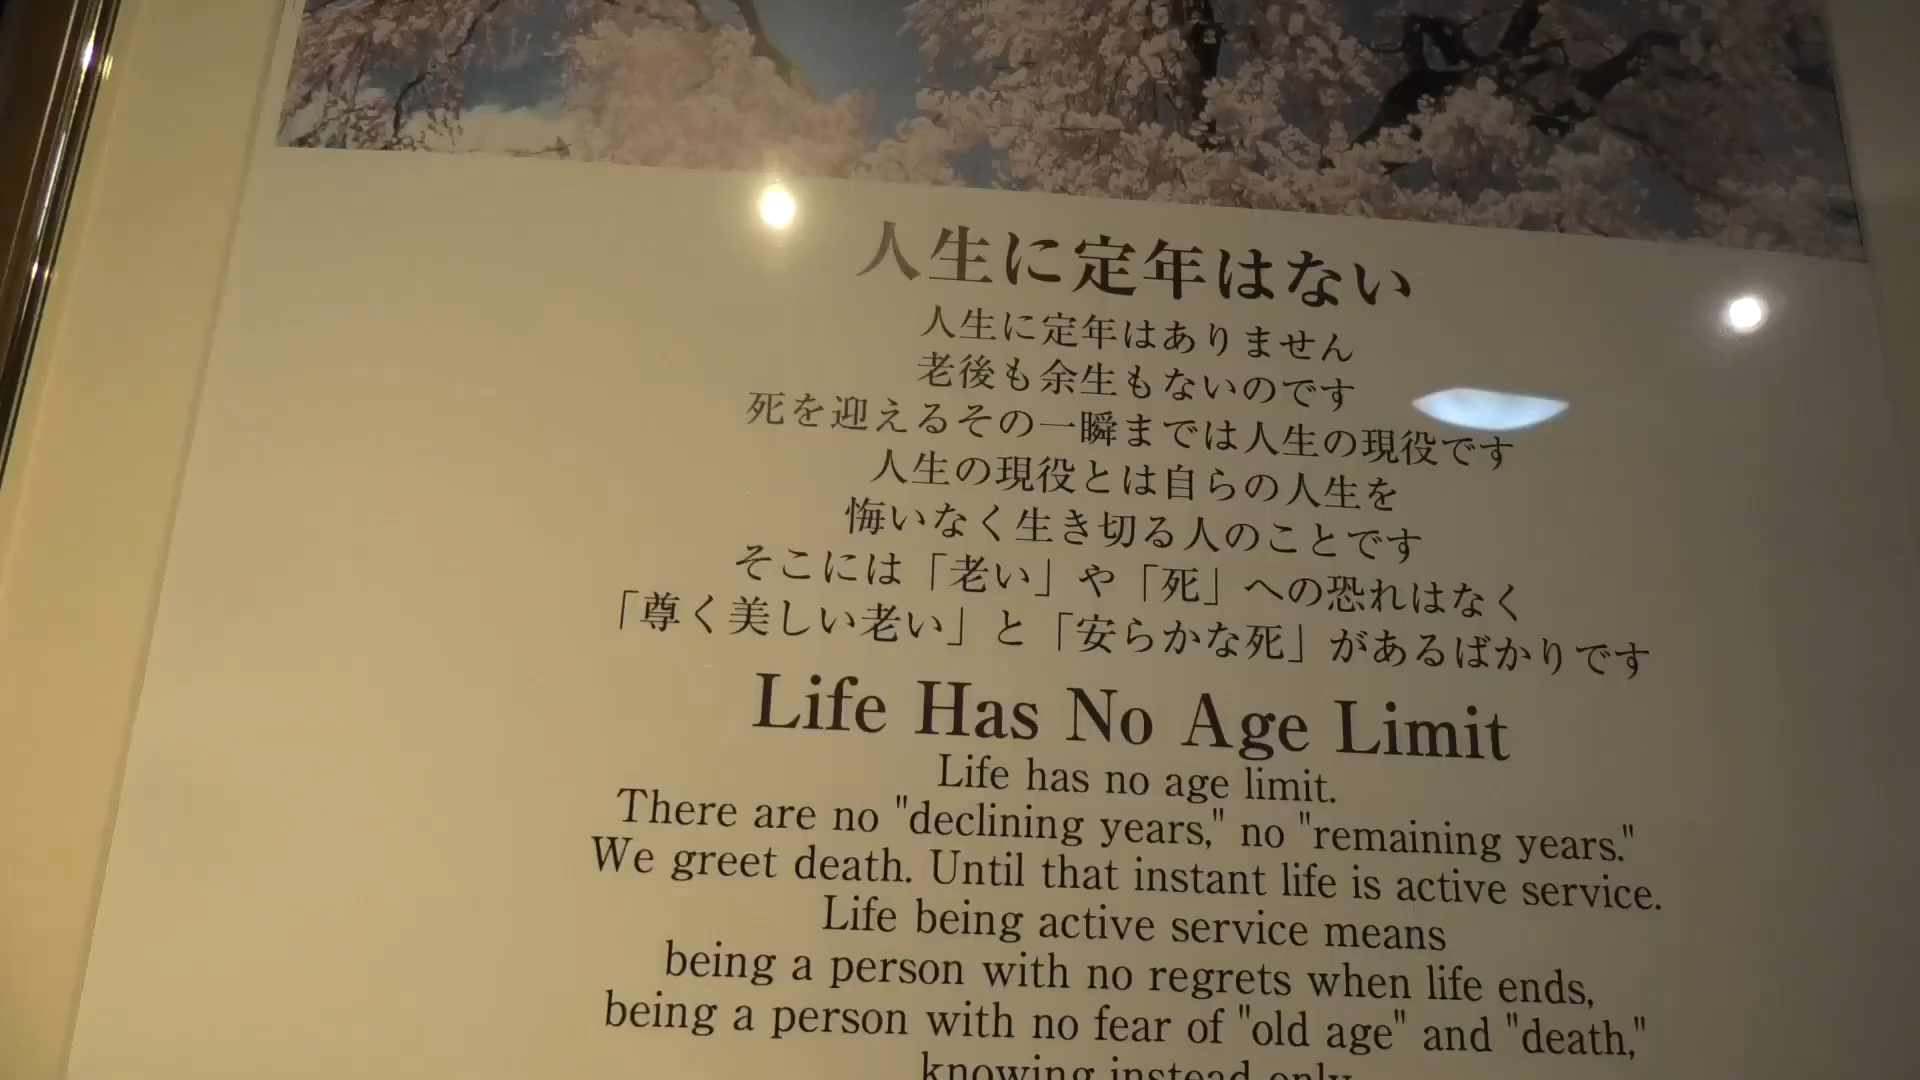 人生に定年はない
人生に定年はありません
老後も余生もないのです
死を迎えるその一瞬までは人生の現役です
人生の現役とは自らの人生を
悔いなく生き切る人のことです
そこには「老い」や「死」への恐れはなく
「尊く美しい老い」と「安らかな死」があるばかりです
Life Has No Age Limit
Life has no age limit.
There are no "declining years," no "remaining years."
We greet death. Until that instant life is active service.
Life being active service means
being a person with no regrets when life ends,
being a person with no fear of "old age" and "death,"
knowing instead only